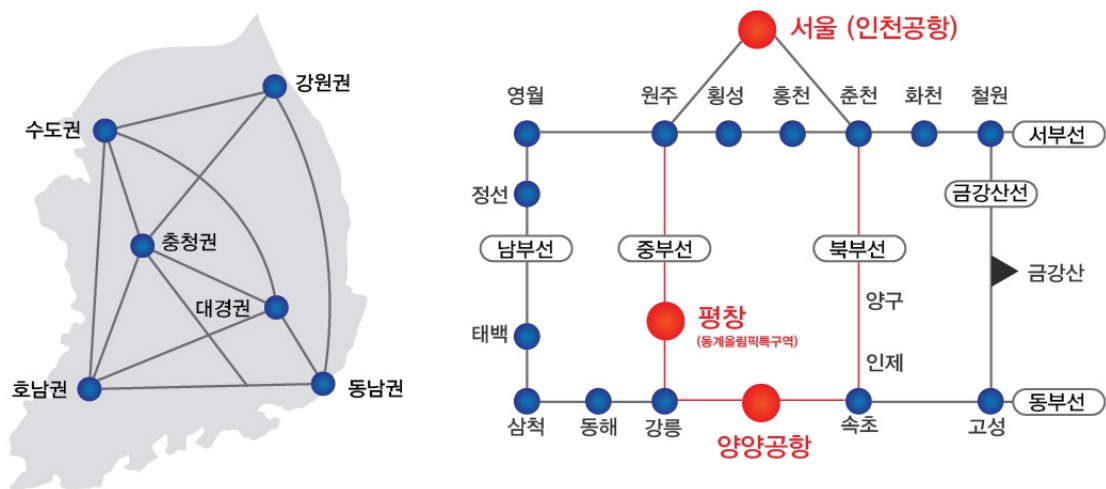 강원권
수도권
충청권
대경권
호남권
동남권
서울 (인천공항)
영월
원주
횡성
홍천
춘천
화천
철원
서부선
정선
금강산선
남부선
중부선
북부선
금강산
양구
평창
(동계올림픽특구역)
태백
인제
동부선
삼척
동해
강릉
양양공항
속초
고성